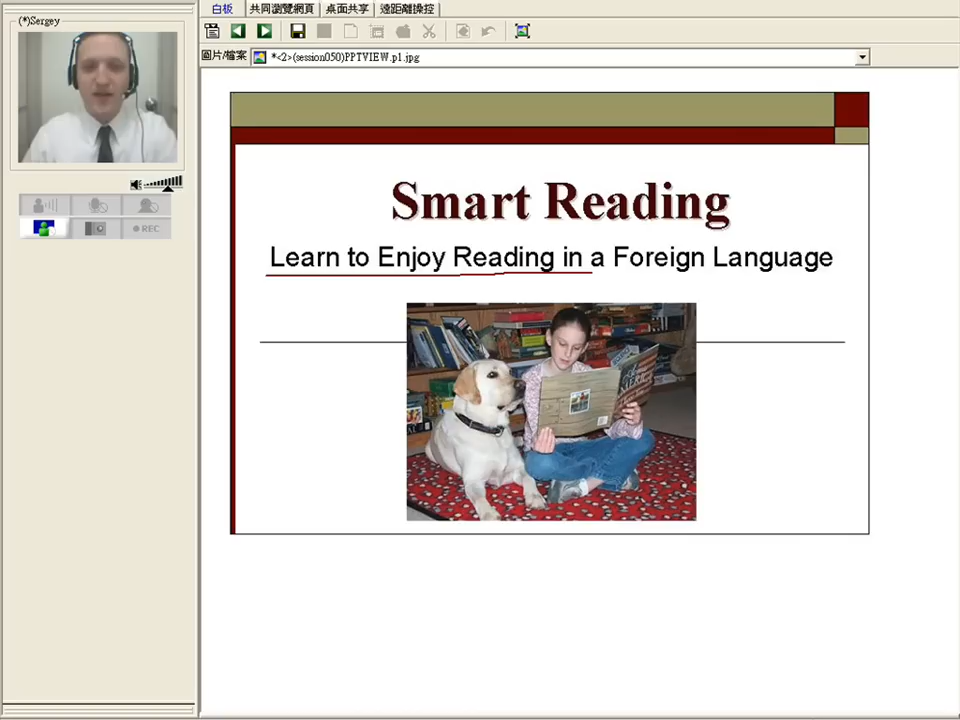 (*)Sergey
白板 共同瀏覽網頁 桌面共享 遠距離操控
圖片/檔案 *<2>(session050)PPTVIEW.p1.jpg
REC
Smart Reading
Learn to Enjoy Reading in a Foreign Language